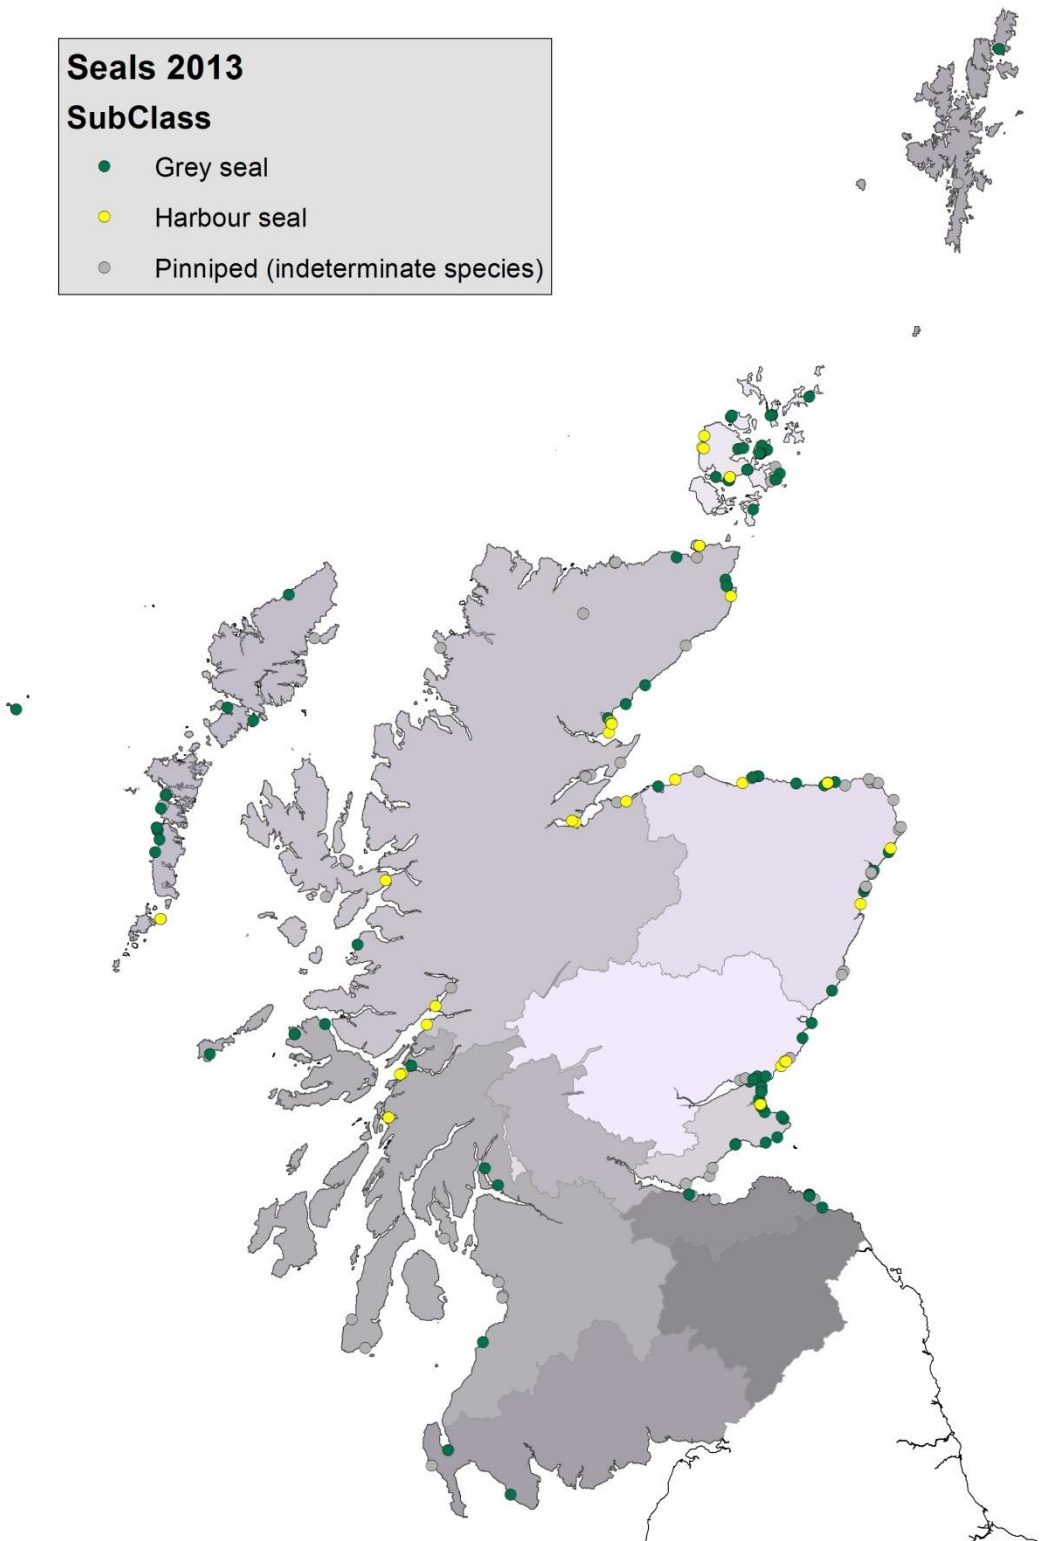 Seals 2013
SubClass
Grey seal
Harbour seal
Pinniped (indeterminate species)